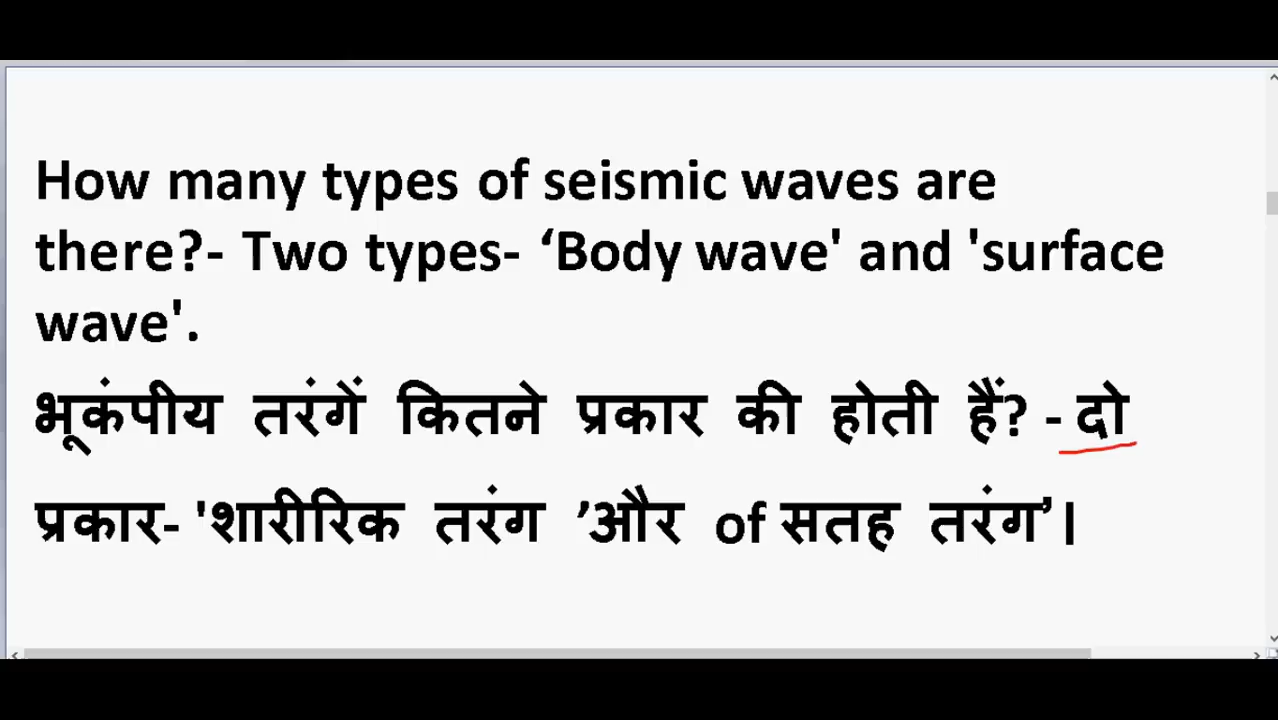 How many types of seismic waves are
there?- Two types- ‘Body wave' and 'surface
wave'.
भूकंपीय तरंगें कितने प्रकार की होती हैं? - दो
प्रकार- 'शारीरिक तरंग ’और of सतह तरंग’।